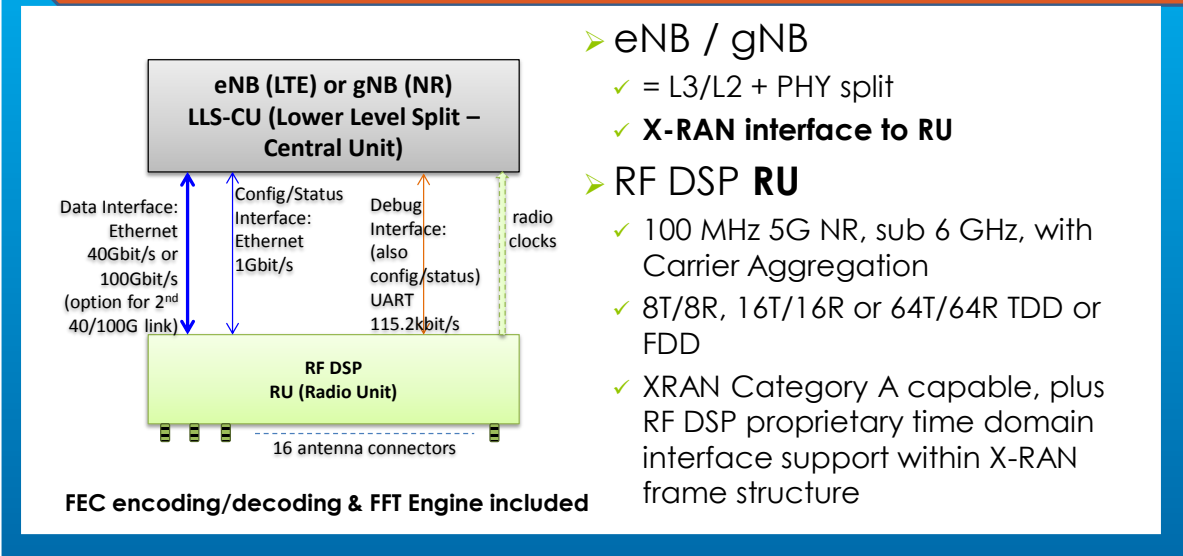 eNB (LTE) or gNB (NR)
LLS-CU (Lower Level Split –
Central Unit)
Data Interface:
Ethernet
40Gbit/s or
100Gbit/s
(option for 2nd
40/100G link)
Config/Status
Interface:
Ethernet
1Gbit/s
Debug
Interface:
(also
config/status)
UART
115.2kbit/s
radio
clocks
RF DSP
RU (Radio Unit)
16 antenna connectors
FEC encoding/decoding & FFT Engine included
➢ eNB / gNB
✓ = L3/L2 + PHY split
✓ X-RAN interface to RU
➢ RF DSP RU
✓ 100 MHz 5G NR, sub 6 GHz, with
Carrier Aggregation
✓ 8T/8R, 16T/16R or 64T/64R TDD or
FDD
✓ XRAN Category A capable, plus
RF DSP proprietary time domain
interface support within X-RAN
frame structure